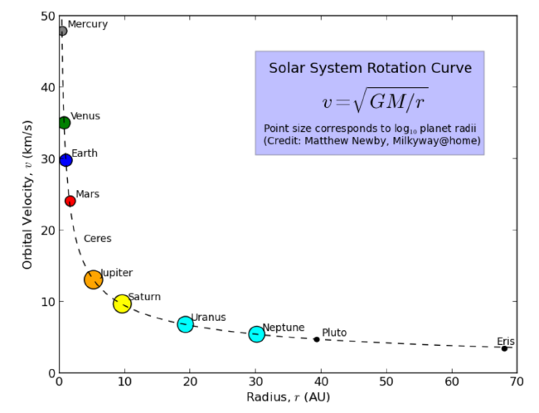 50
Mercury
Solar System Rotation Curve
v=√GM/r
Point size corresponds to log₁₀ planet radii
(Credit: Matthew Newby, Milkyway@home)
40
Venus
Earth
30
Mars
20
Ceres
Jupiter
Saturn
10
Uranus
Neptune
Pluto
Eris
0
Orbital Velocity, v (km/s)
0 10 20 30 40 50 60 70
Radius, r (AU)